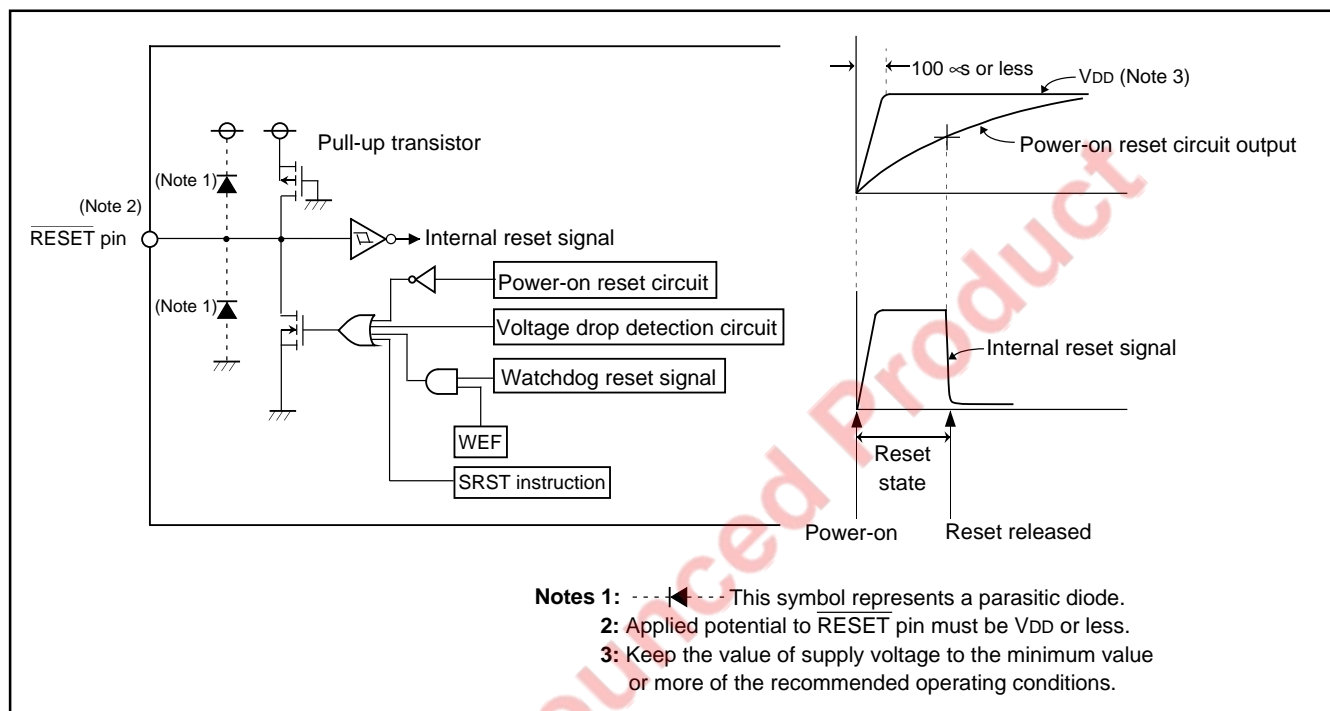 Pull-up transistor
(Note 1)
(Note 2)
RESET pin
Internal reset signal
(Note 1)
Power-on reset circuit
Voltage drop detection circuit
Watchdog reset signal
WEF
SRST instruction
100 ∝s or less
VDD (Note 3)
Power-on reset circuit output
Internal reset signal
Reset
state
Power-on
Reset released
Notes 1: This symbol represents a parasitic diode.
2: Applied potential to RESET pin must be VDD or less.
3: Keep the value of supply voltage to the minimum value
or more of the recommended operating conditions.
ounced Product